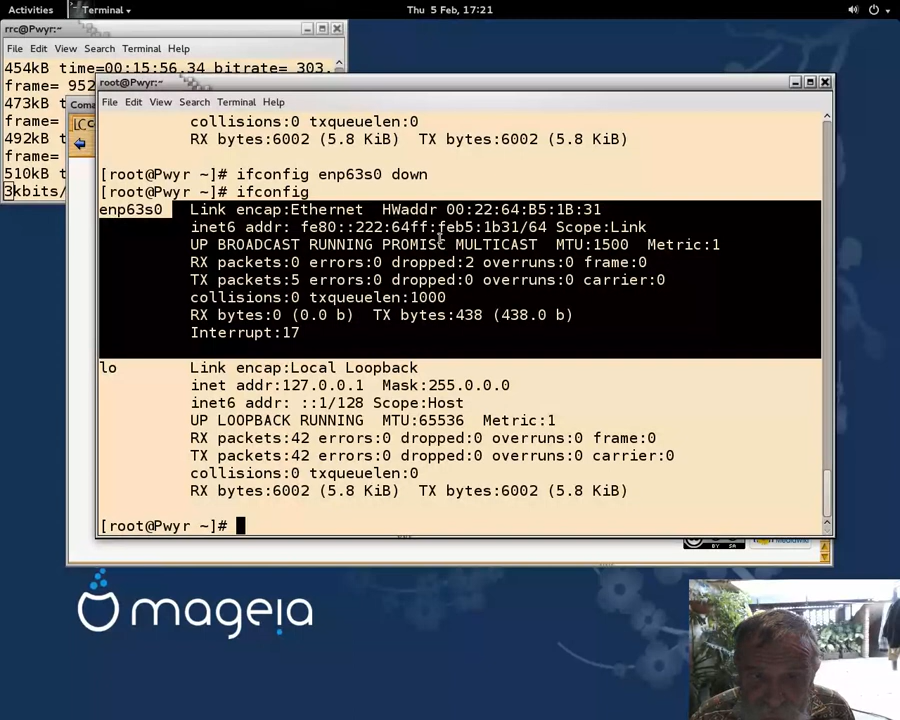 Activities
Terminal
Thu 5 Feb, 17:21
rrc@Pwyr:~
File Edit View Search Terminal Help
454kB time=00:15:56.34 bitrate= 303.
frame= 952
473kB t
frame=
492kB t
frame=
510kB t
3kbits/
root@Pwyr:~
File Edit View Search Terminal Help
collisions:0 txqueuelen:0
RX bytes:6002 (5.8 KiB) TX bytes:6002 (5.8 KiB)
[root@Pwyr ~]# ifconfig enp63s0 down
[root@Pwyr ~]# ifconfig
enp63s0 Link encap:Ethernet HWaddr 00:22:64:B5:1B:31
inet6 addr: fe80::222:64ff:feb5:1b31/64 Scope:Link
UP BROADCAST RUNNING PROMISC MULTICAST MTU:1500 Metric:1
RX packets:0 errors:0 dropped:2 overruns:0 frame:0
TX packets:5 errors:0 dropped:0 overruns:0 carrier:0
collisions:0 txqueuelen:1000
RX bytes:0 (0.0 b) TX bytes:438 (438.0 b)
Interrupt:17
lo Link encap:Local Loopback
inet addr:127.0.0.1 Mask:255.0.0.0
inet6 addr: ::1/128 Scope:Host
UP LOOPBACK RUNNING MTU:65536 Metric:1
RX packets:42 errors:0 dropped:0 overruns:0 frame:0
TX packets:42 errors:0 dropped:0 overruns:0 carrier:0
collisions:0 txqueuelen:0
RX bytes:6002 (5.8 KiB) TX bytes:6002 (5.8 KiB)
[root@Pwyr ~]#
BY SA
mageia